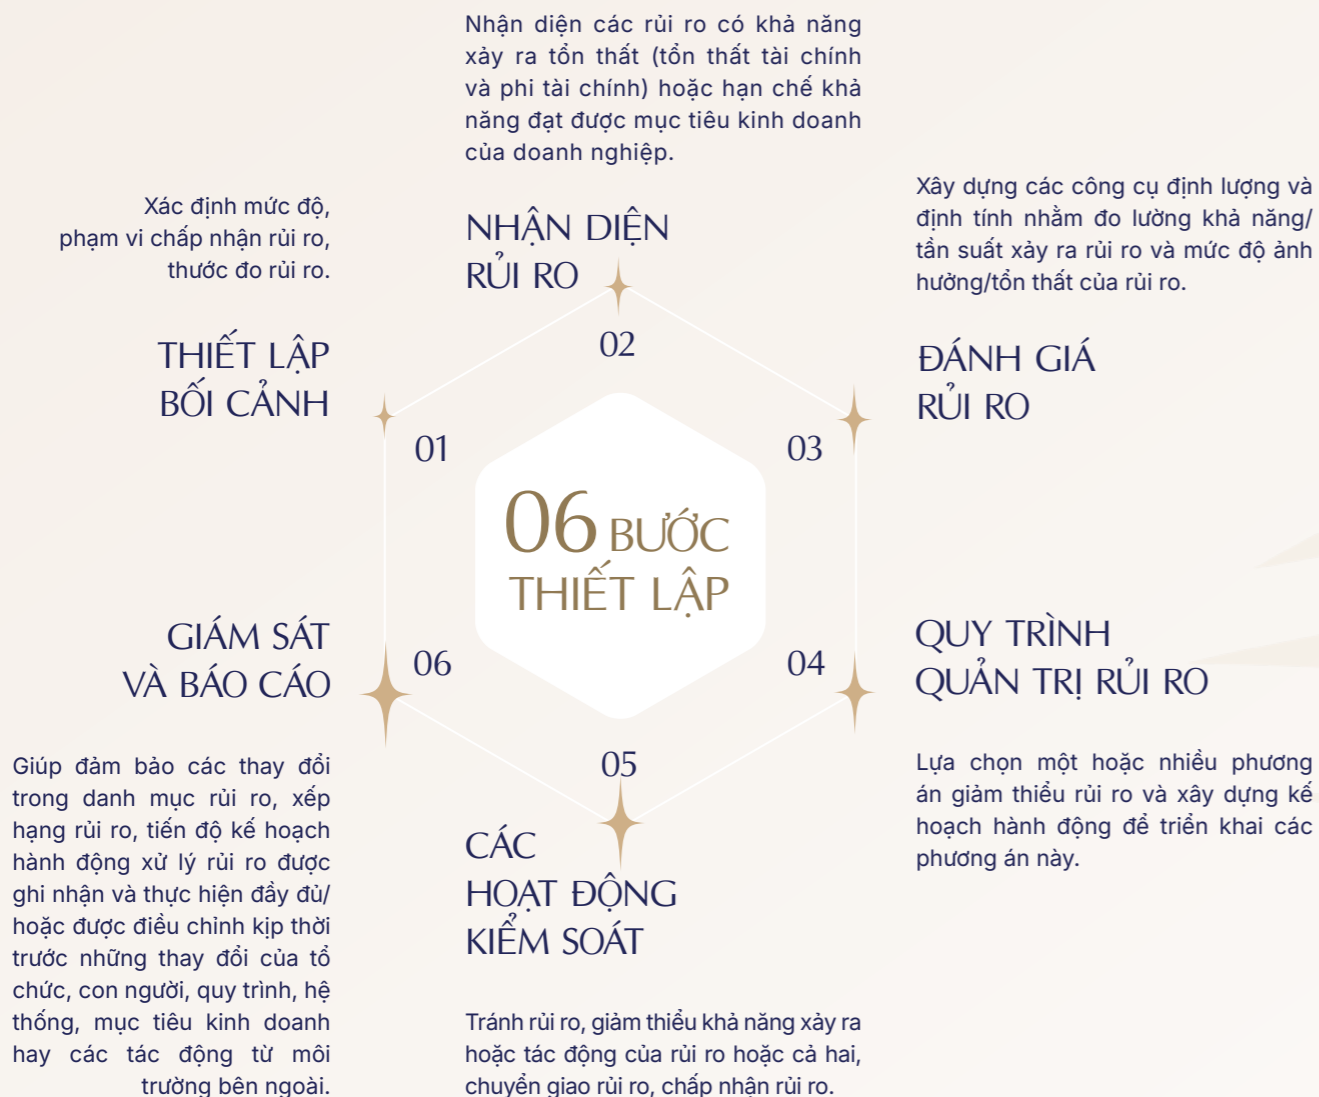 06 BƯỚC
THIẾT LẬP
01
THIẾT LẬP
BỐI CẢNH
Xác định mức độ,
phạm vi chấp nhận rủi ro,
thước đo rủi ro.
02
NHẬN DIỆN
RỦI RO
Nhận diện các rủi ro có khả năng
xảy ra tổn thất (tổn thất tài chính
và phi tài chính) hoặc hạn chế khả
năng đạt được mục tiêu kinh doanh
của doanh nghiệp.
03
ĐÁNH GIÁ
RỦI RO
Xây dựng các công cụ định lượng và
định tính nhằm đo lường khả năng/
tần suất xảy ra rủi ro và mức độ ảnh
hưởng/tổn thất của rủi ro.
04
QUY TRÌNH
QUẢN TRỊ RỦI RO
Lựa chọn một hoặc nhiều phương
án giảm thiểu rủi ro và xây dựng kế
hoạch hành động để triển khai các
phương án này.
05
CÁC
HOẠT ĐỘNG
KIỂM SOÁT
Tránh rủi ro, giảm thiểu khả năng xảy ra
hoặc tác động của rủi ro hoặc cả hai,
chuyển giao rủi ro, chấp nhận rủi ro.
06
GIÁM SÁT
VÀ BÁO CÁO
Giúp đảm bảo các thay đổi
trong danh mục rủi ro, xếp
hạng rủi ro, tiến độ kế hoạch
hành động xử lý rủi ro được
ghi nhận và thực hiện đầy đủ/
hoặc được điều chỉnh kịp thời
trước những thay đổi của tổ
chức, con người, quy trình, hệ
thống, mục tiêu kinh doanh
hay các tác động từ môi
trường bên ngoài.